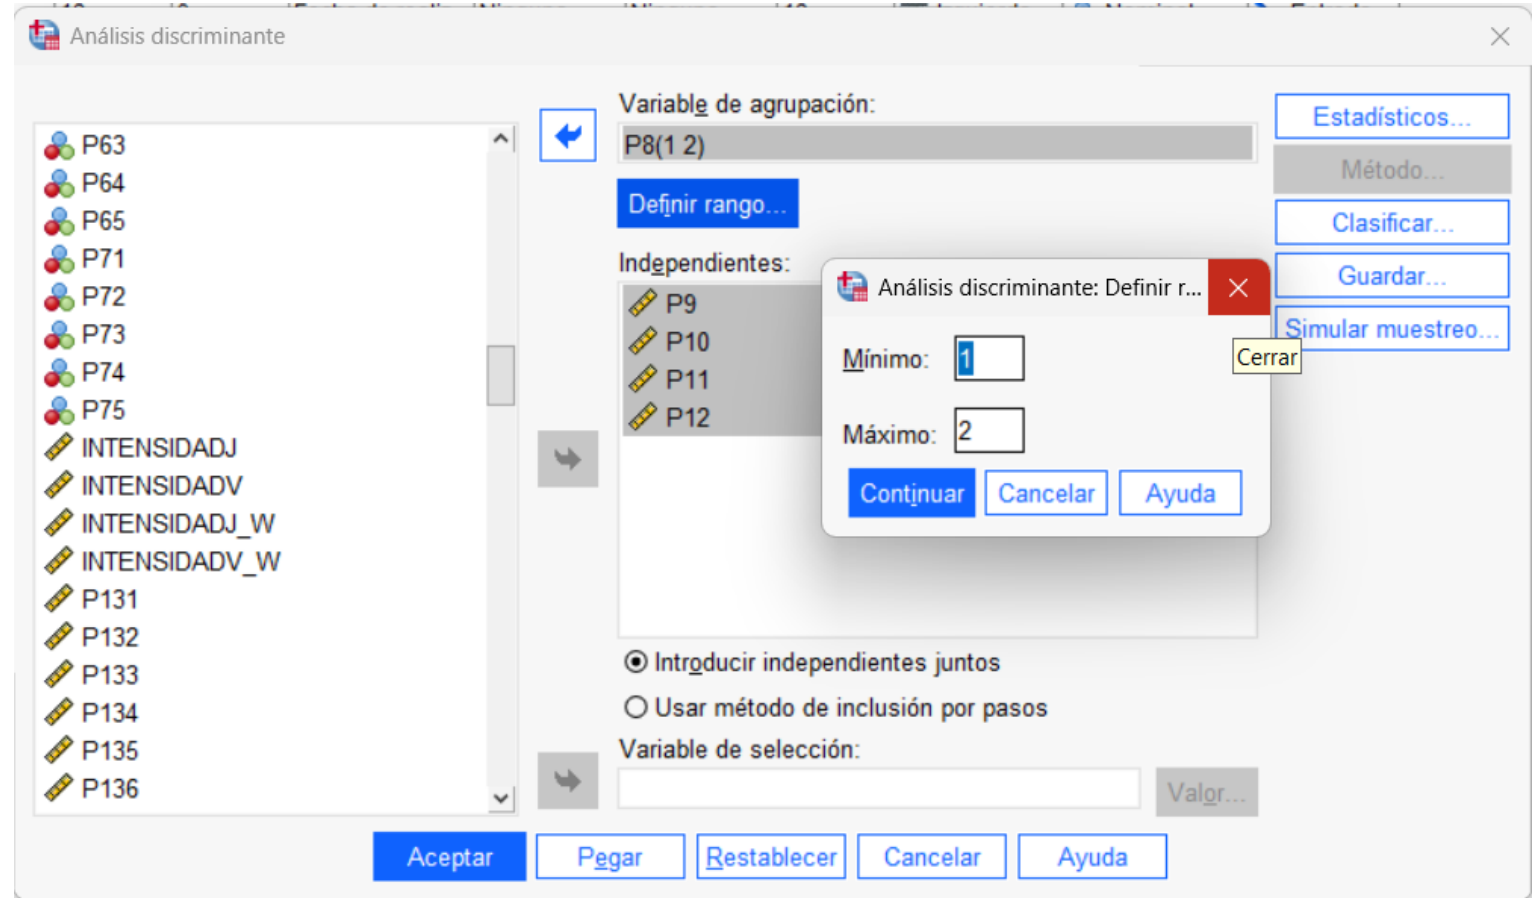 Análisis discriminante
Variable de agrupación:
P8(1 2)
Definir rango...
Independientes:
P9
P10
P11
P12
P63
P64
P65
P71
P72
P73
P74
P75
INTENSIDADJ
INTENSIDADV
INTENSIDADJ_W
INTENSIDADV_W
P131
P132
P133
P134
P135
P136
Estadísticos...
Método...
Clasificar...
Guardar...
Simular muestreo...
Análisis discriminante: Definir r...
Cerrar
Mínimo: 1
Máximo: 2
Continuar
Cancelar
Ayuda
Introducir independientes juntos
Usar método de inclusión por pasos
Variable de selección:
Valor...
Aceptar
Pegar
Restablecer
Cancelar
Ayuda